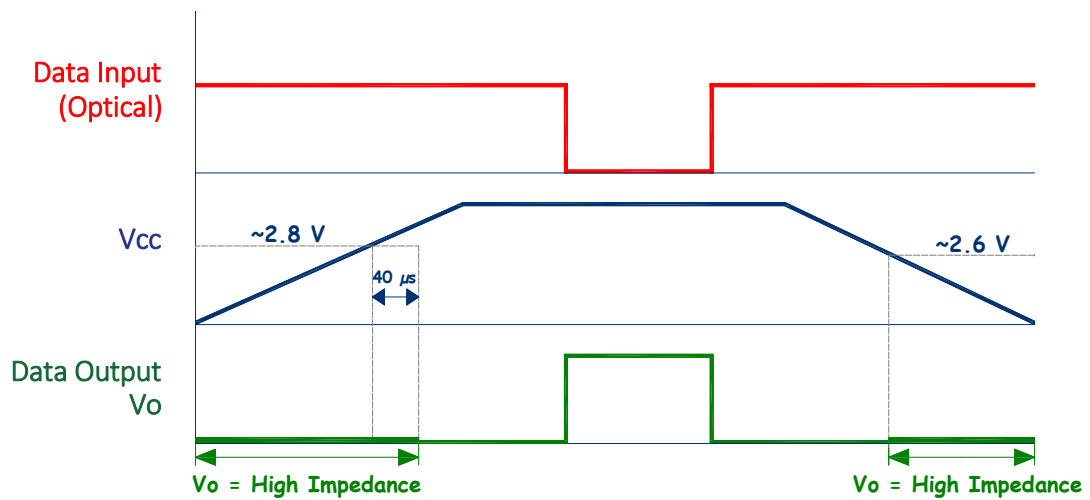 Data Input
(Optical)
Vcc
~2.8 V
~2.6 V
40 µs
Data Output
Vo
Vo = High Impedance
Vo = High Impedance